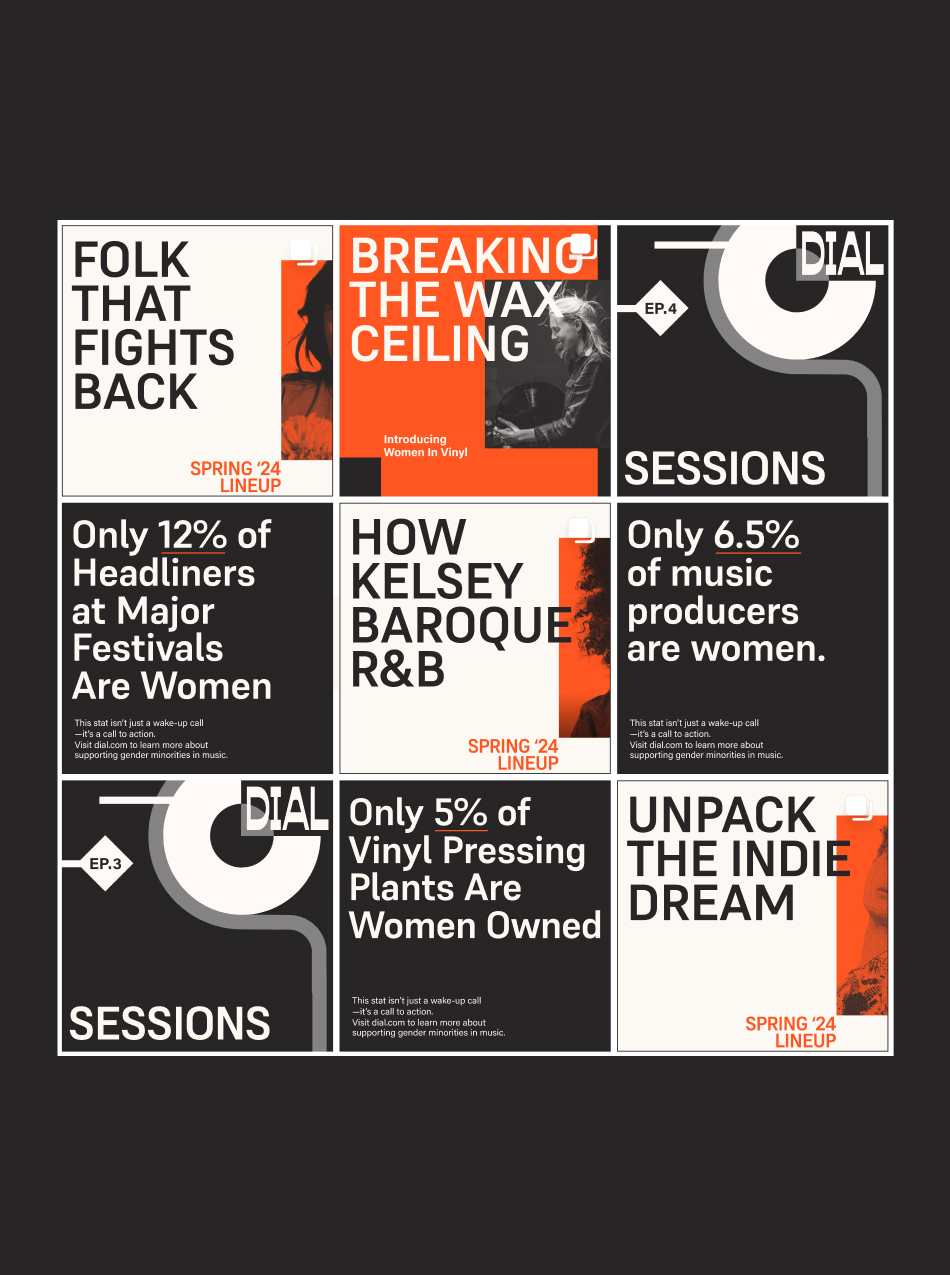 FOLK
THAT
FIGHTS
BACK
SPRING ‘24
LINEUP
BREAKING
THE WAX
CEILING
Introducing
Women In Vinyl
DIAL
EP.4
SESSIONS
Only 12% of
Headliners
at Major
Festivals
Are Women
This stat isn’t just a wake-up call
—it’s a call to action.
Visit dial.com to learn more about
supporting gender minorities in music.
HOW
KELSEY
BAROQUE
R&B
SPRING ‘24
LINEUP
Only 6.5%
of music
producers
are women.
This stat isn’t just a wake-up call
—it’s a call to action.
Visit dial.com to learn more about
supporting gender minorities in music.
DIAL
EP.3
SESSIONS
Only 5% of
Vinyl Pressing
Plants Are
Women Owned
This stat isn’t just a wake-up call
—it’s a call to action.
Visit dial.com to learn more about
supporting gender minorities in music.
UNPACK
THE INDIE
DREAM
SPRING ‘24
LINEUP